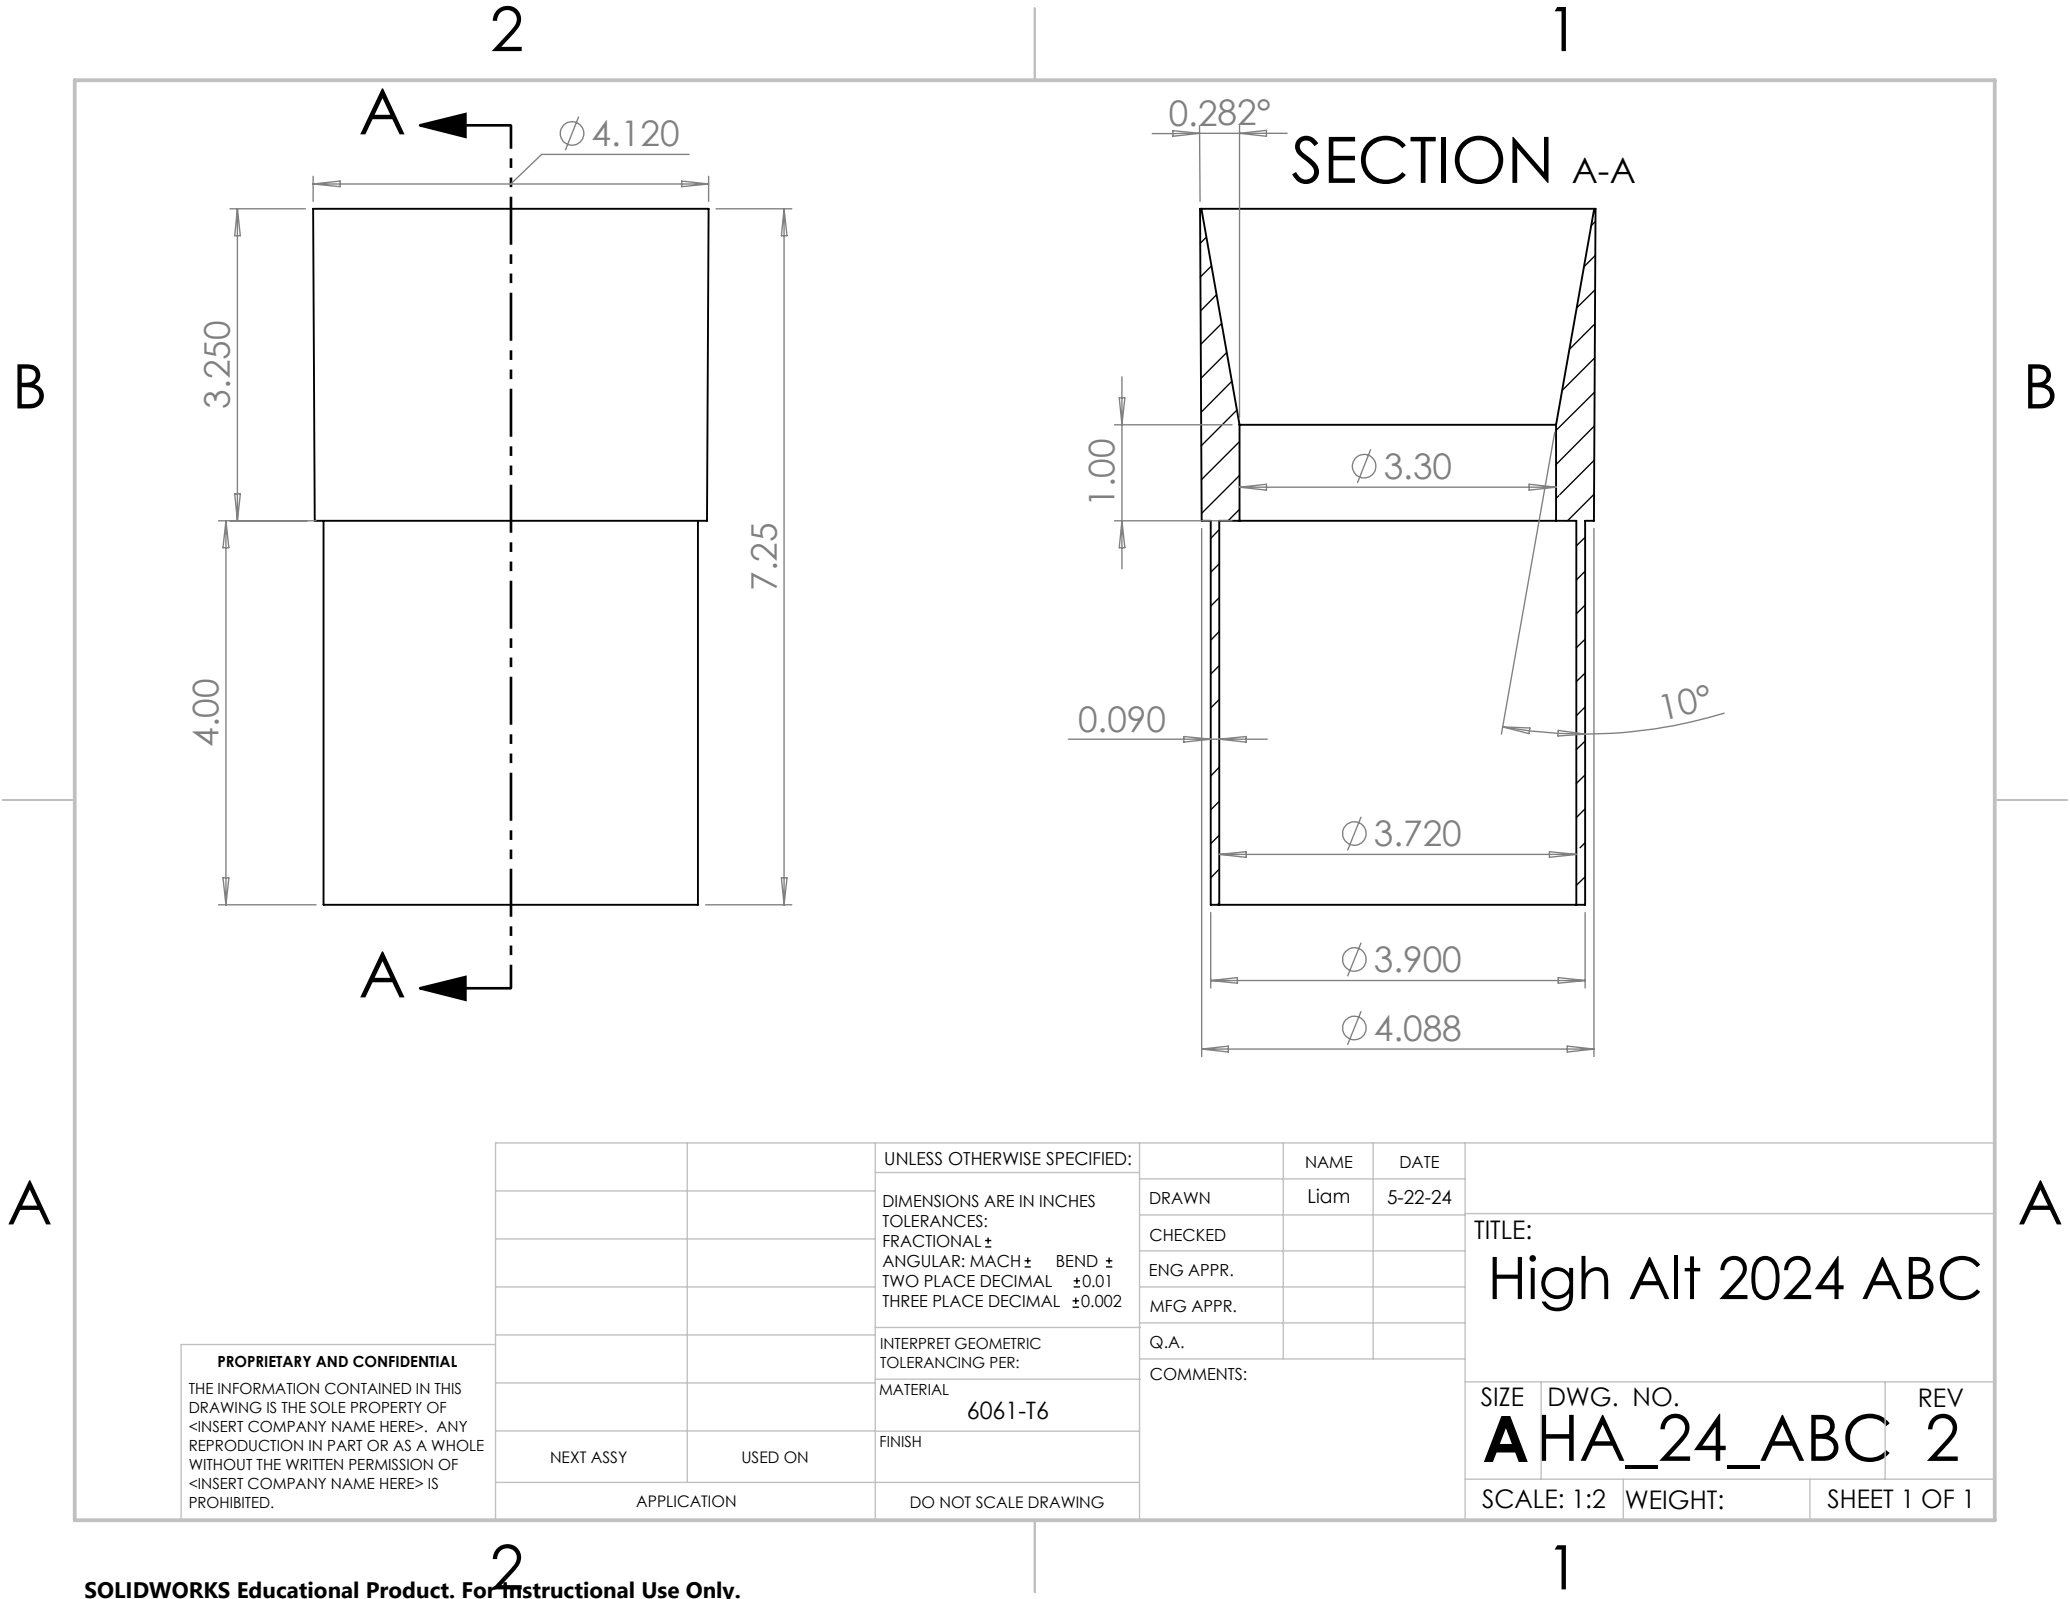 2
1
A
⌀4.120
0.282°
SECTION A-A
3.250
B
B
1.00
⌀3.30
7.25
4.00
0.090
10°
⌀3.720
A
⌀3.900
⌀4.088
A
A
UNLESS OTHERWISE SPECIFIED:
DIMENSIONS ARE IN INCHES
TOLERANCES:
FRACTIONAL ±
ANGULAR: MACH ± BEND ±
TWO PLACE DECIMAL ±0.01
THREE PLACE DECIMAL ±0.002
INTERPRET GEOMETRIC
TOLERANCING PER:
MATERIAL
6061-T6
FINISH
DO NOT SCALE DRAWING
NAME DATE
DRAWN Liam 5-22-24
CHECKED
ENG APPR.
MFG APPR.
Q.A.
COMMENTS:
TITLE:
High Alt 2024 ABC
SIZE DWG. NO. REV
A HA_24_ABC 2
SCALE: 1:2 WEIGHT: SHEET 1 OF 1
PROPRIETARY AND CONFIDENTIAL
THE INFORMATION CONTAINED IN THIS
DRAWING IS THE SOLE PROPERTY OF
<INSERT COMPANY NAME HERE>. ANY
REPRODUCTION IN PART OR AS A WHOLE
WITHOUT THE WRITTEN PERMISSION OF
<INSERT COMPANY NAME HERE> IS
PROHIBITED.
NEXT ASSY USED ON
APPLICATION
2
1
SOLIDWORKS Educational Product. For Instructional Use Only.